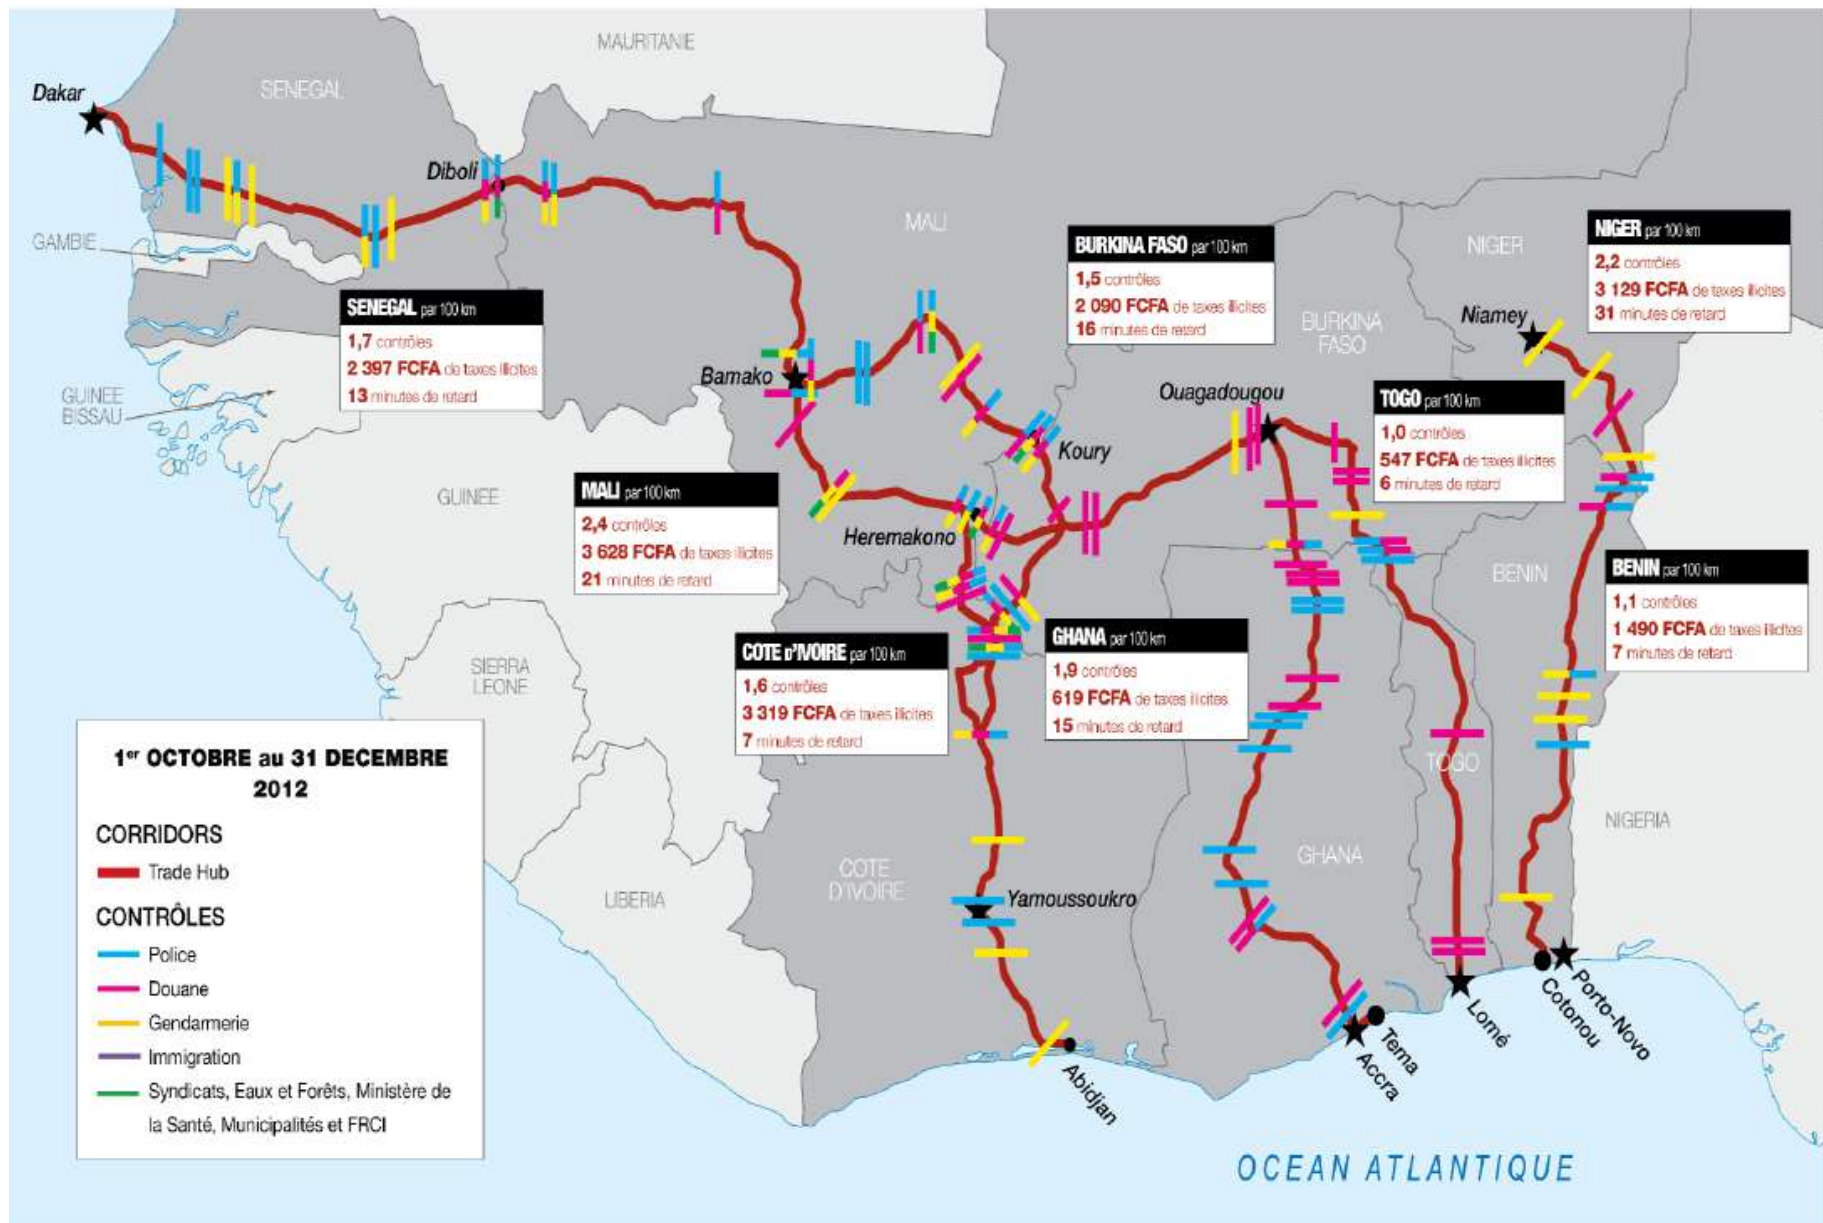 MAURITANIE
Dakar
SENEGAL
Diboli
GAMBIE
MALI
NIGER
GUINEE
BISSAU
BURKINA
FASO
Niamey
Bamako
Ouagadougou
Koury
GUINEE
Heremakono
BENIN
SIERRA
LEONE
TOGO
NIGERIA
GHANA
COTE
D'IVOIRE
Yamoussoukro
LIBERIA
Abidjan
Accra
Tema
Lomé
Cotonou
Porto-Novo
OCEAN ATLANTIQUE
SENEGAL par 100 km
1,7 contrôles
2 397 FCFA de taxes illicites
13 minutes de retard
BURKINA FASO par 100 km
1,5 contrôles
2 090 FCFA de taxes illicites
16 minutes de retard
NIGER par 100 km
2,2 contrôles
3 129 FCFA de taxes illicites
31 minutes de retard
TOGO par 100 km
1,0 contrôles
547 FCFA de taxes illicites
6 minutes de retard
MALI par 100 km
2,4 contrôles
3 628 FCFA de taxes illicites
21 minutes de retard
BENIN par 100 km
1,1 contrôles
1 490 FCFA de taxes illicites
7 minutes de retard
COTE D'IVOIRE par 100 km
1,6 contrôles
3 319 FCFA de taxes illicites
7 minutes de retard
GHANA par 100 km
1,9 contrôles
619 FCFA de taxes illicites
15 minutes de retard
1er OCTOBRE au 31 DECEMBRE
2012
CORRIDORS
Trade Hub
CONTRÔLES
Police
Douane
Gendarmerie
Immigration
Syndicats, Eaux et Forêts, Ministère de
la Santé, Municipalités et FRCI